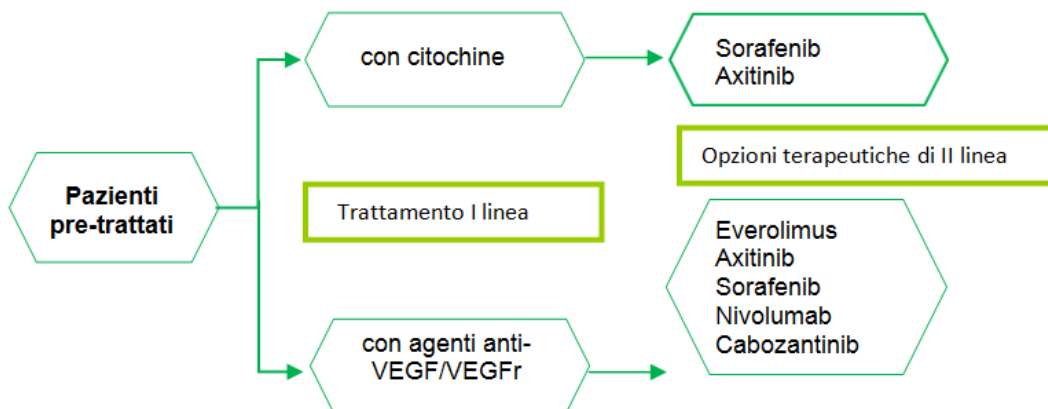 Pazienti
pre-trattati
con citochine
Sorafenib
Axitinib
Trattamento I linea
Opzioni terapeutiche di II linea
con agenti anti-
VEGF/VEGFr
Everolimus
Axitinib
Sorafenib
Nivolumab
Cabozantinib